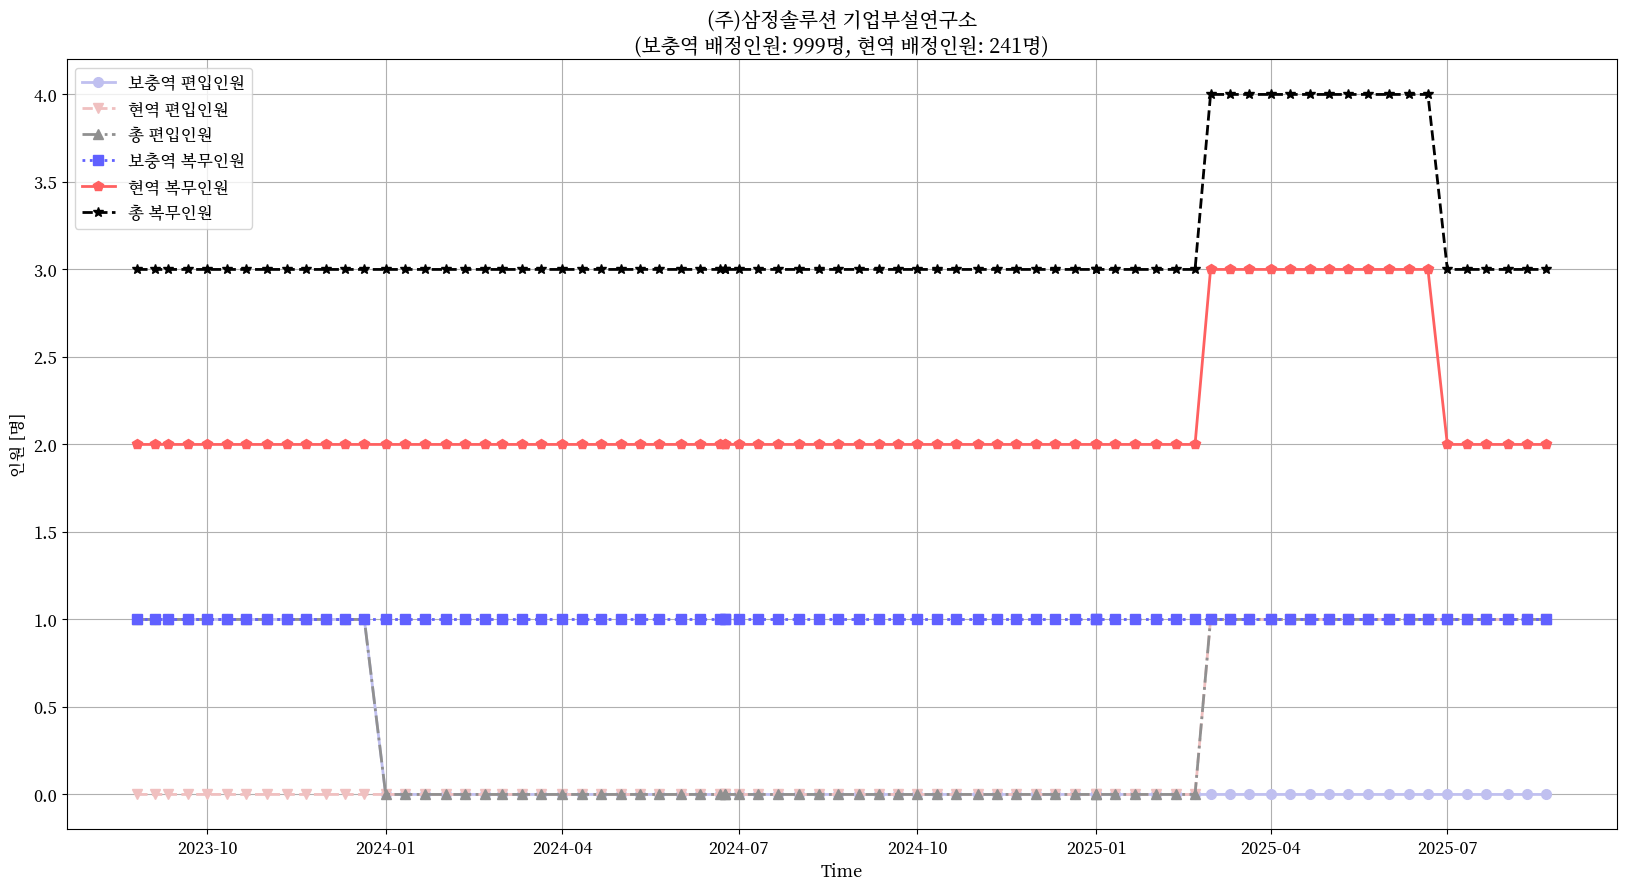 (주)삼정솔루션 기업부설연구소
(보충역 배정인원: 999명, 현역 배정인원: 241명)
보충역 편입인원
현역 편입인원
총 편입인원
보충역 복무인원
현역 복무인원
총 복무인원
인원 [명]
4.0
3.5
3.0
2.5
2.0
1.5
1.0
0.5
0.0
2023-10
2024-01
2024-04
2024-07
2024-10
2025-01
2025-04
2025-07
Time